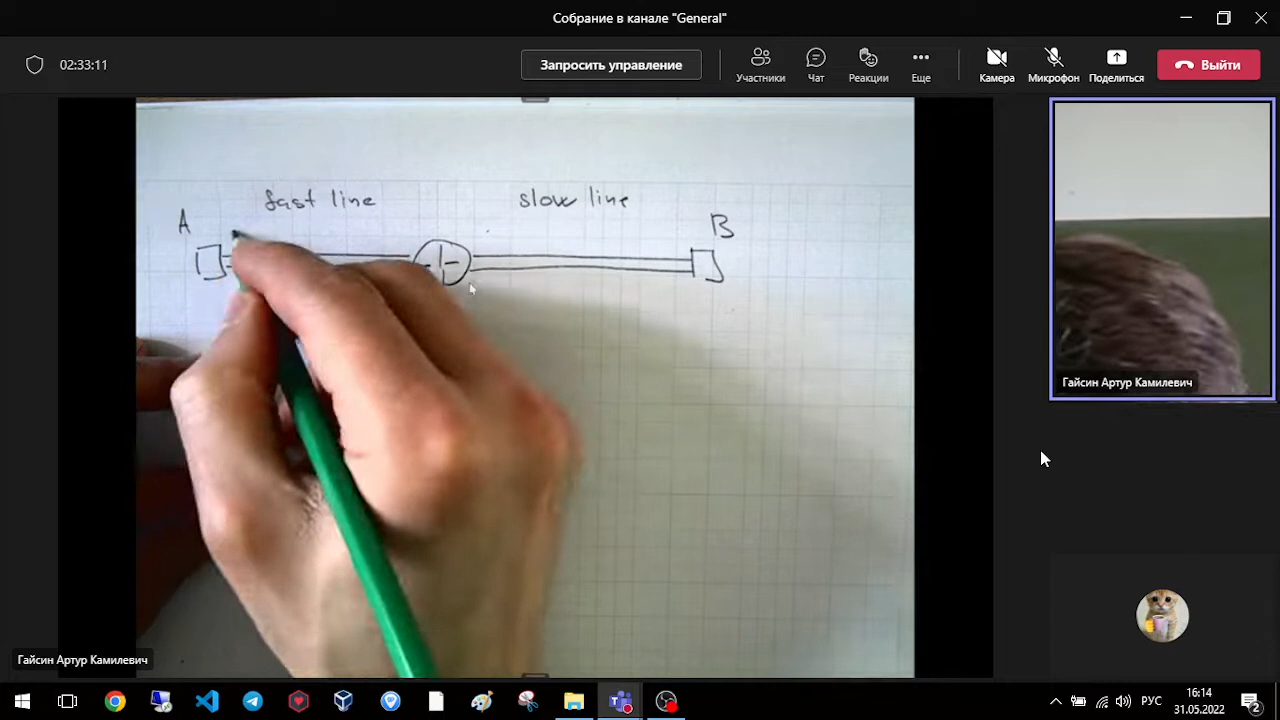 Собрание в канале "General"
02:33:11
Запросить управление
Участники
Чат
Реакции
Еще
Камера
Микрофон
Поделиться
Выйти
fast line
slow line
A
B
Гайсин Артур Камилевич
Гайсин Артур Камилевич
РУС
16:14
31.05.2022
2